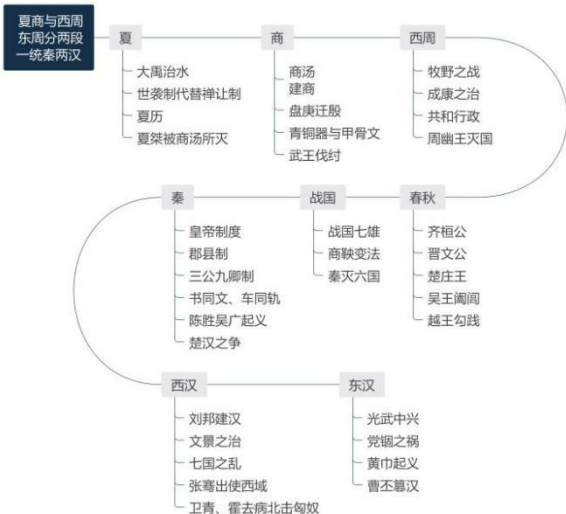 夏商与西周
东周分两段
一统秦两汉
夏
大禹治水
世袭制代替禅让制
夏历
夏桀被商汤所灭
商
商汤
建商
盘庚迁殷
青铜器与甲骨文
武王伐纣
西周
牧野之战
成康之治
共和行政
周幽王灭国
秦
皇帝制度
郡县制
三公九卿制
书同文、车同轨
陈胜吴广起义
楚汉之争
战国
战国七雄
商鞅变法
秦灭六国
春秋
齐桓公
晋文公
楚庄王
吴王阖闾
越王勾践
西汉
刘邦建汉
文景之治
七国之乱
张骞出使西域
卫青、霍去病北击匈奴
东汉
光武中兴
党锢之祸
黄巾起义
曹丕篡汉